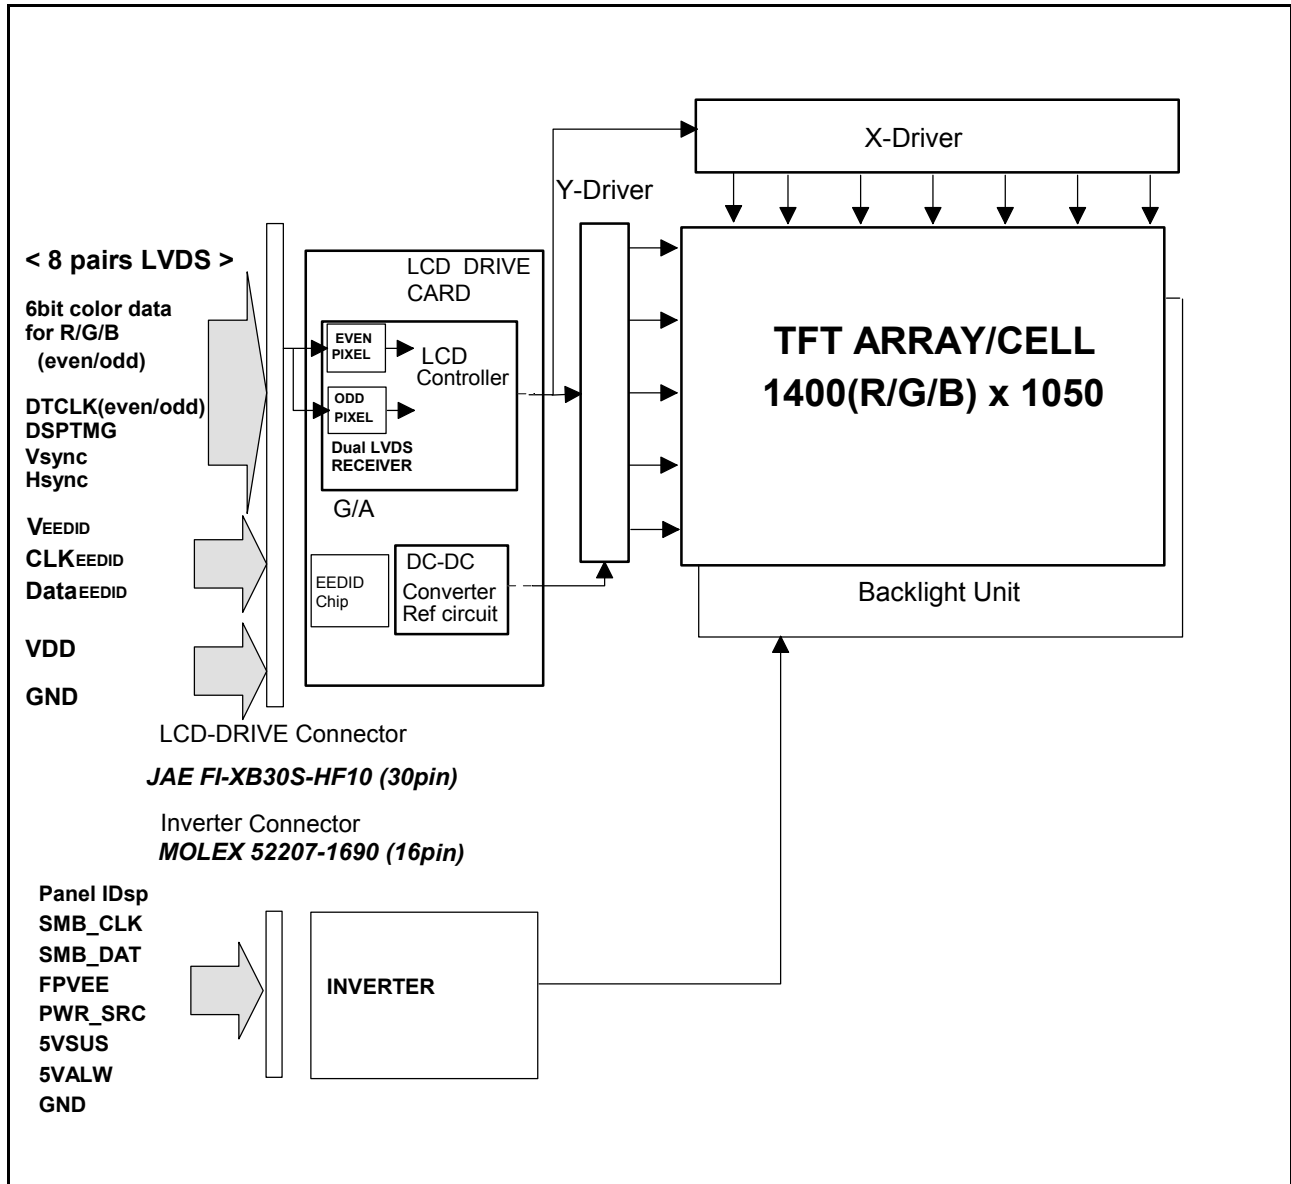 X-Driver
Y-Driver
< 8 pairs LVDS >
6bit color data
for R/G/B
(even/odd)
DTCLK(even/odd)
DSPTMG
Vsync
Hsync
VEEDID
CLKEEDID
DataEEDID
VDD
GND
LCD DRIVE
CARD
EVEN
PIXEL
LCD
Controller
ODD
PIXEL
Dual LVDS
RECEIVER
G/A
EEDID
Chip
DC-DC
Converter
Ref circuit
TFT ARRAY/CELL
1400(R/G/B) x 1050
Backlight Unit
LCD-DRIVE Connector
JAE FI-XB30S-HF10 (30pin)
Inverter Connector
MOLEX 52207-1690 (16pin)
Panel IDsp
SMB_CLK
SMB_DAT
FPVEE
PWR_SRC
5VSUS
5VALW
GND
INVERTER